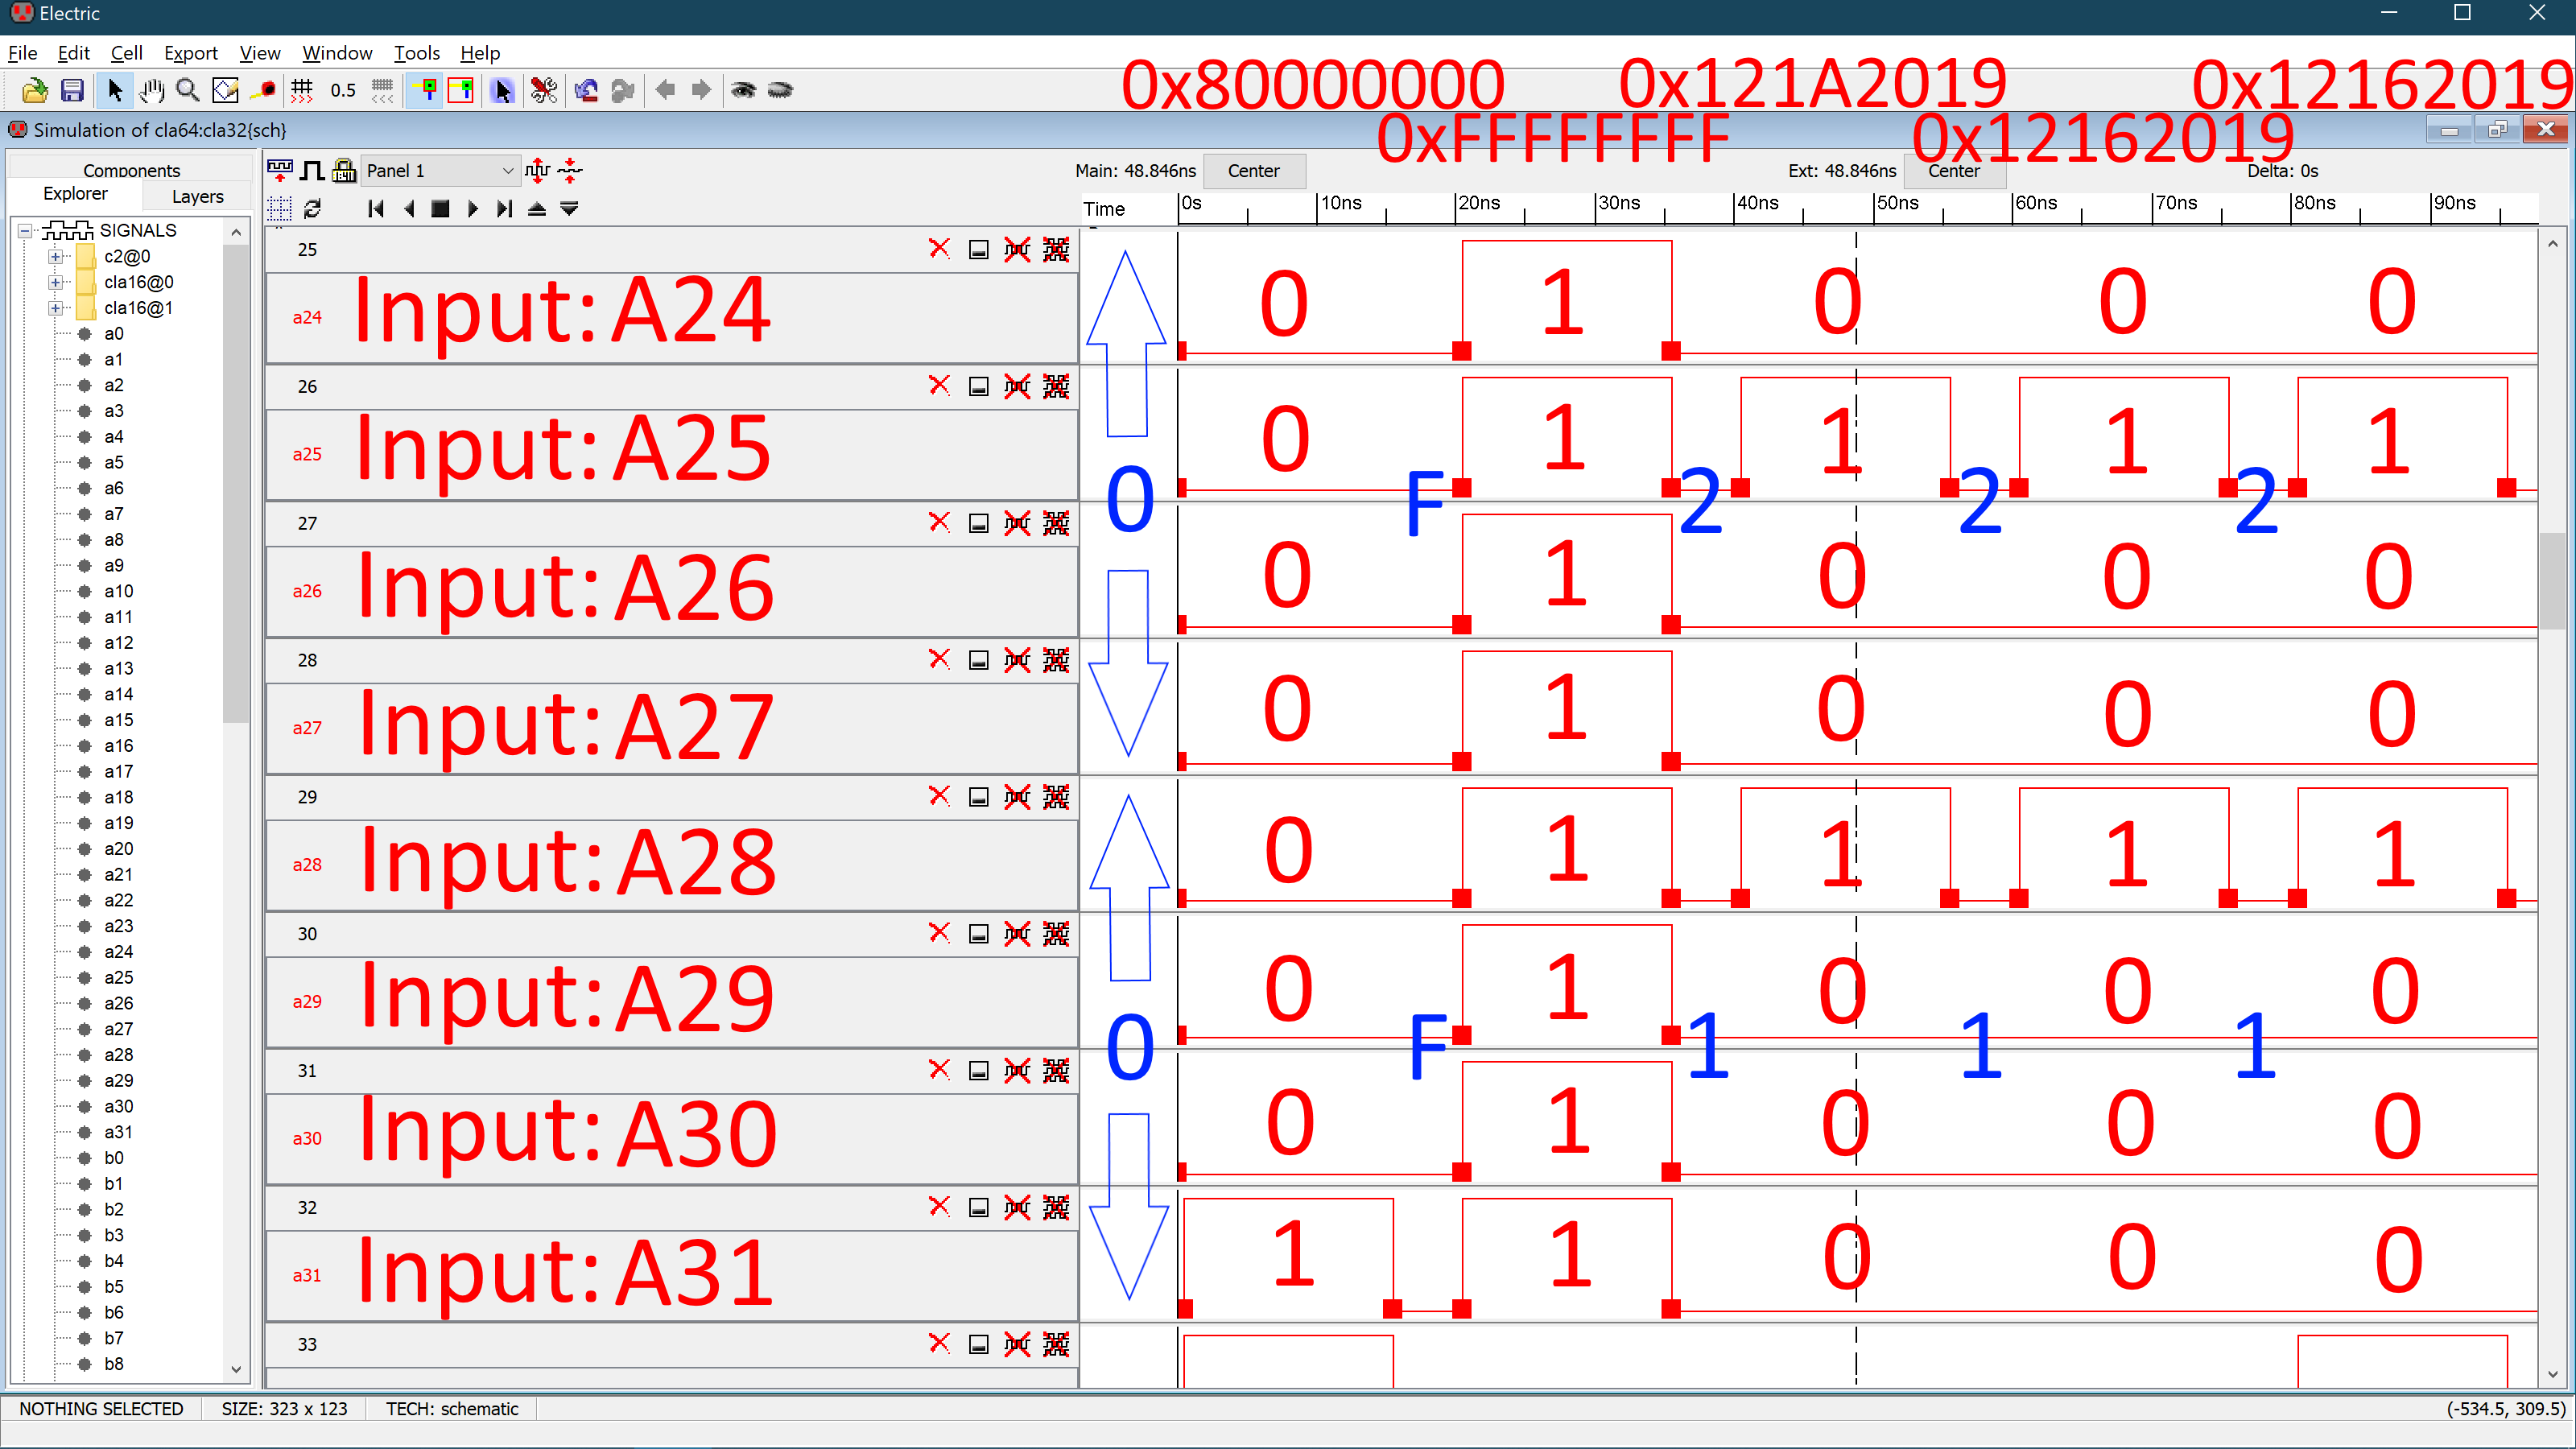 Electric
File Edit Cell Export View Window Tools Help
0x80000000 0x121A2019 0x12162019
0.5
0xFFFFFFFF 0x12162019
Simulation of cla64:cla32{sch}
Components
Explorer Layers
Panel 1
Main: 48.846ns Center Ext: 48.846ns Center Delta: 0s
Time 0s 10ns 20ns 30ns 40ns 50ns 60ns 70ns 80ns 90ns
SIGNALS
c2@0
cla16@0
cla16@1
a0
a1
a2
a3
a4
a5
a6
a7
a8
a9
a10
a11
a12
a13
a14
a15
a16
a17
a18
a19
a20
a21
a22
a23
a24
a25
a26
a27
a28
a29
a30
a31
b0
b1
b2
b3
b4
b5
b6
b7
b8
25
a24 Input: A24 0 1 0 0 0
26
a25 Input: A25 0 1 1 1 1
0 F 2 2 2
27
a26 Input: A26 0 1 0 0 0
28
a27 Input: A27 0 1 0 0 0
29
a28 Input: A28 0 1 1 1 1
30
a29 Input: A29 0 1 0 0 0
0 F 1 1 1
31
a30 Input: A30 0 1 0 0 0
32
a31 Input: A31 1 1 0 0 0
33
NOTHING SELECTED SIZE: 323 x 123 TECH: schematic (-534.5, 309.5)